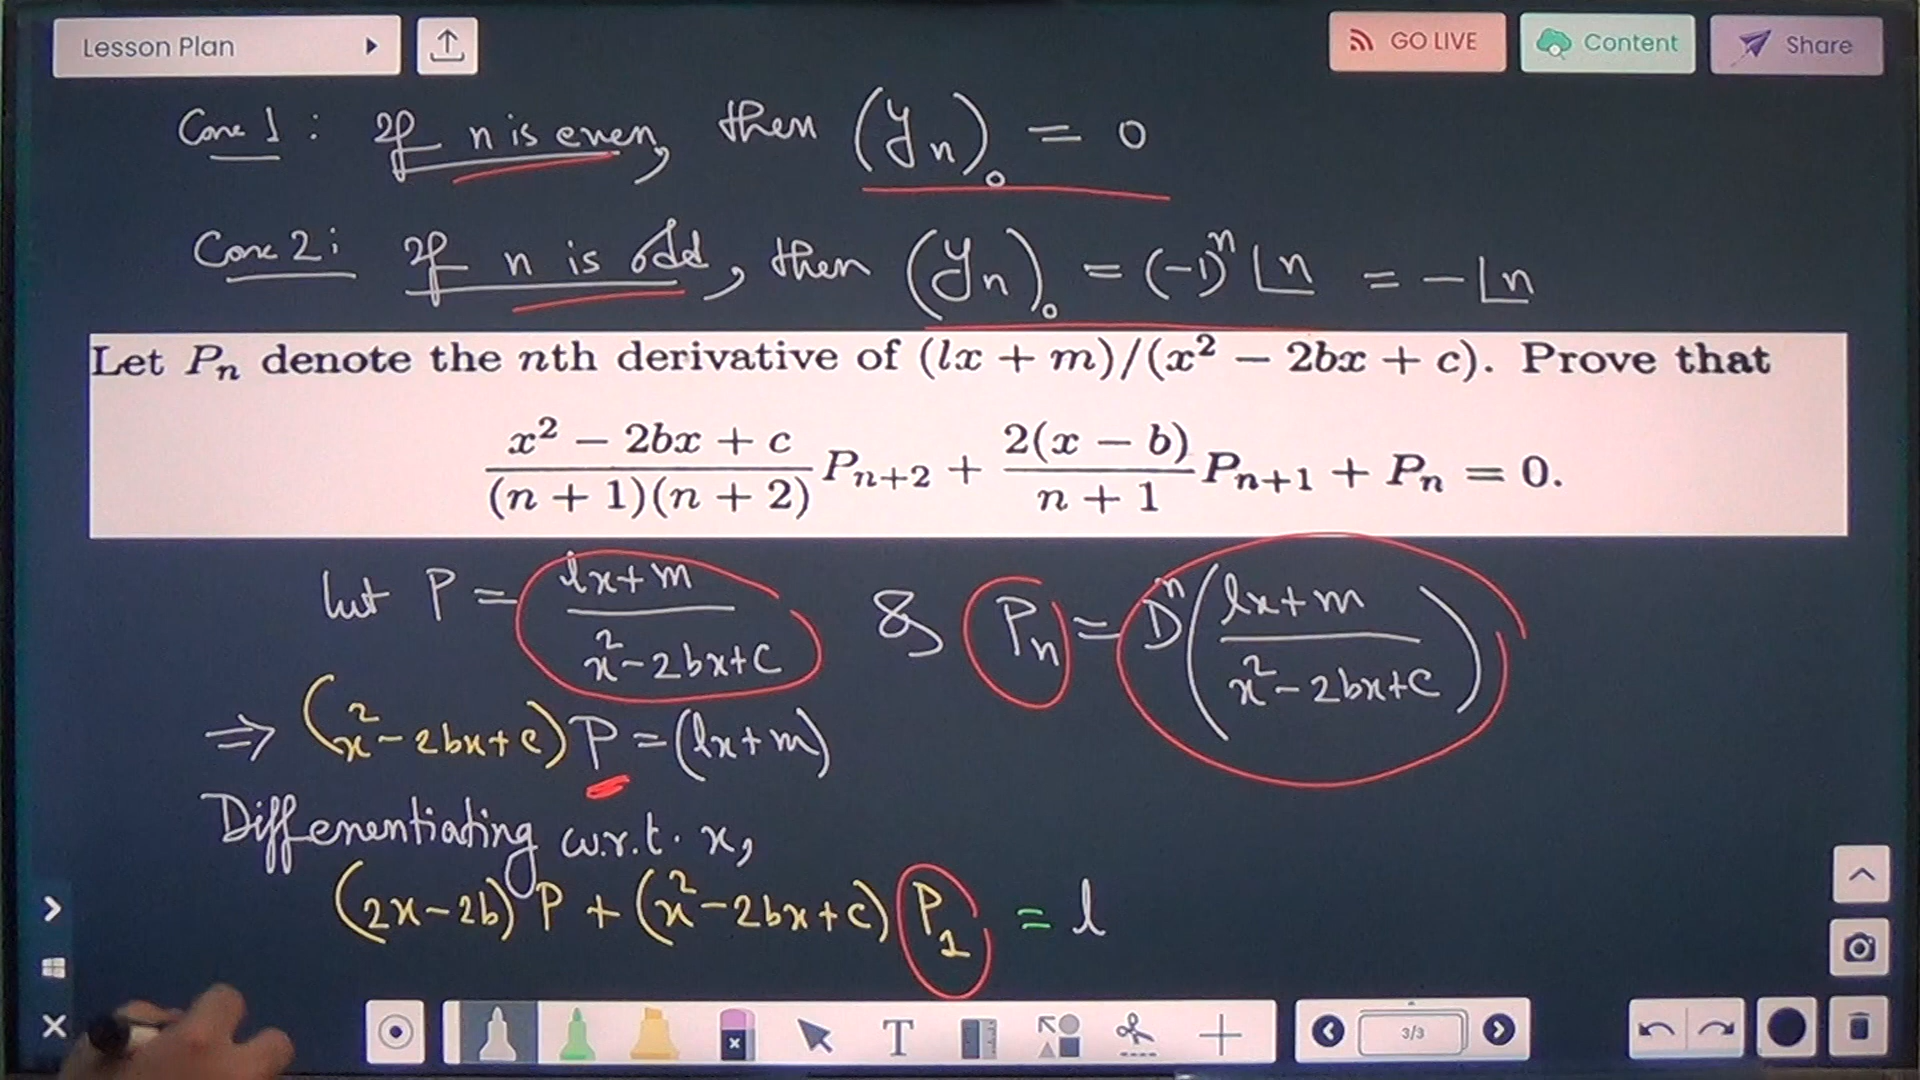 Lesson Plan
GO LIVE
Content
Share
Case 1 : If n is even, then (yn)₀ = 0
Case 2 : If n is odd, then (yn)₀ = (-1)ⁿ ⌊n = -⌊n
Let Pₙ denote the nth derivative of (lx + m)/(x² − 2bx + c). Prove that
(x² − 2bx + c)/((n + 1)(n + 2)) Pₙ₊₂ + 2(x − b)/(n + 1) Pₙ₊₁ + Pₙ = 0.
Let P = (lx+m)/(x²-2bx+c) & Pₙ = Dⁿ((lx+m)/(x²-2bx+c))
⇒ (x²-2bx+c) P = (lx+m)
Differentiating w.r.t. x,
(2x-2b) P + (x²-2bx+c) P₁ = l
T
3/3